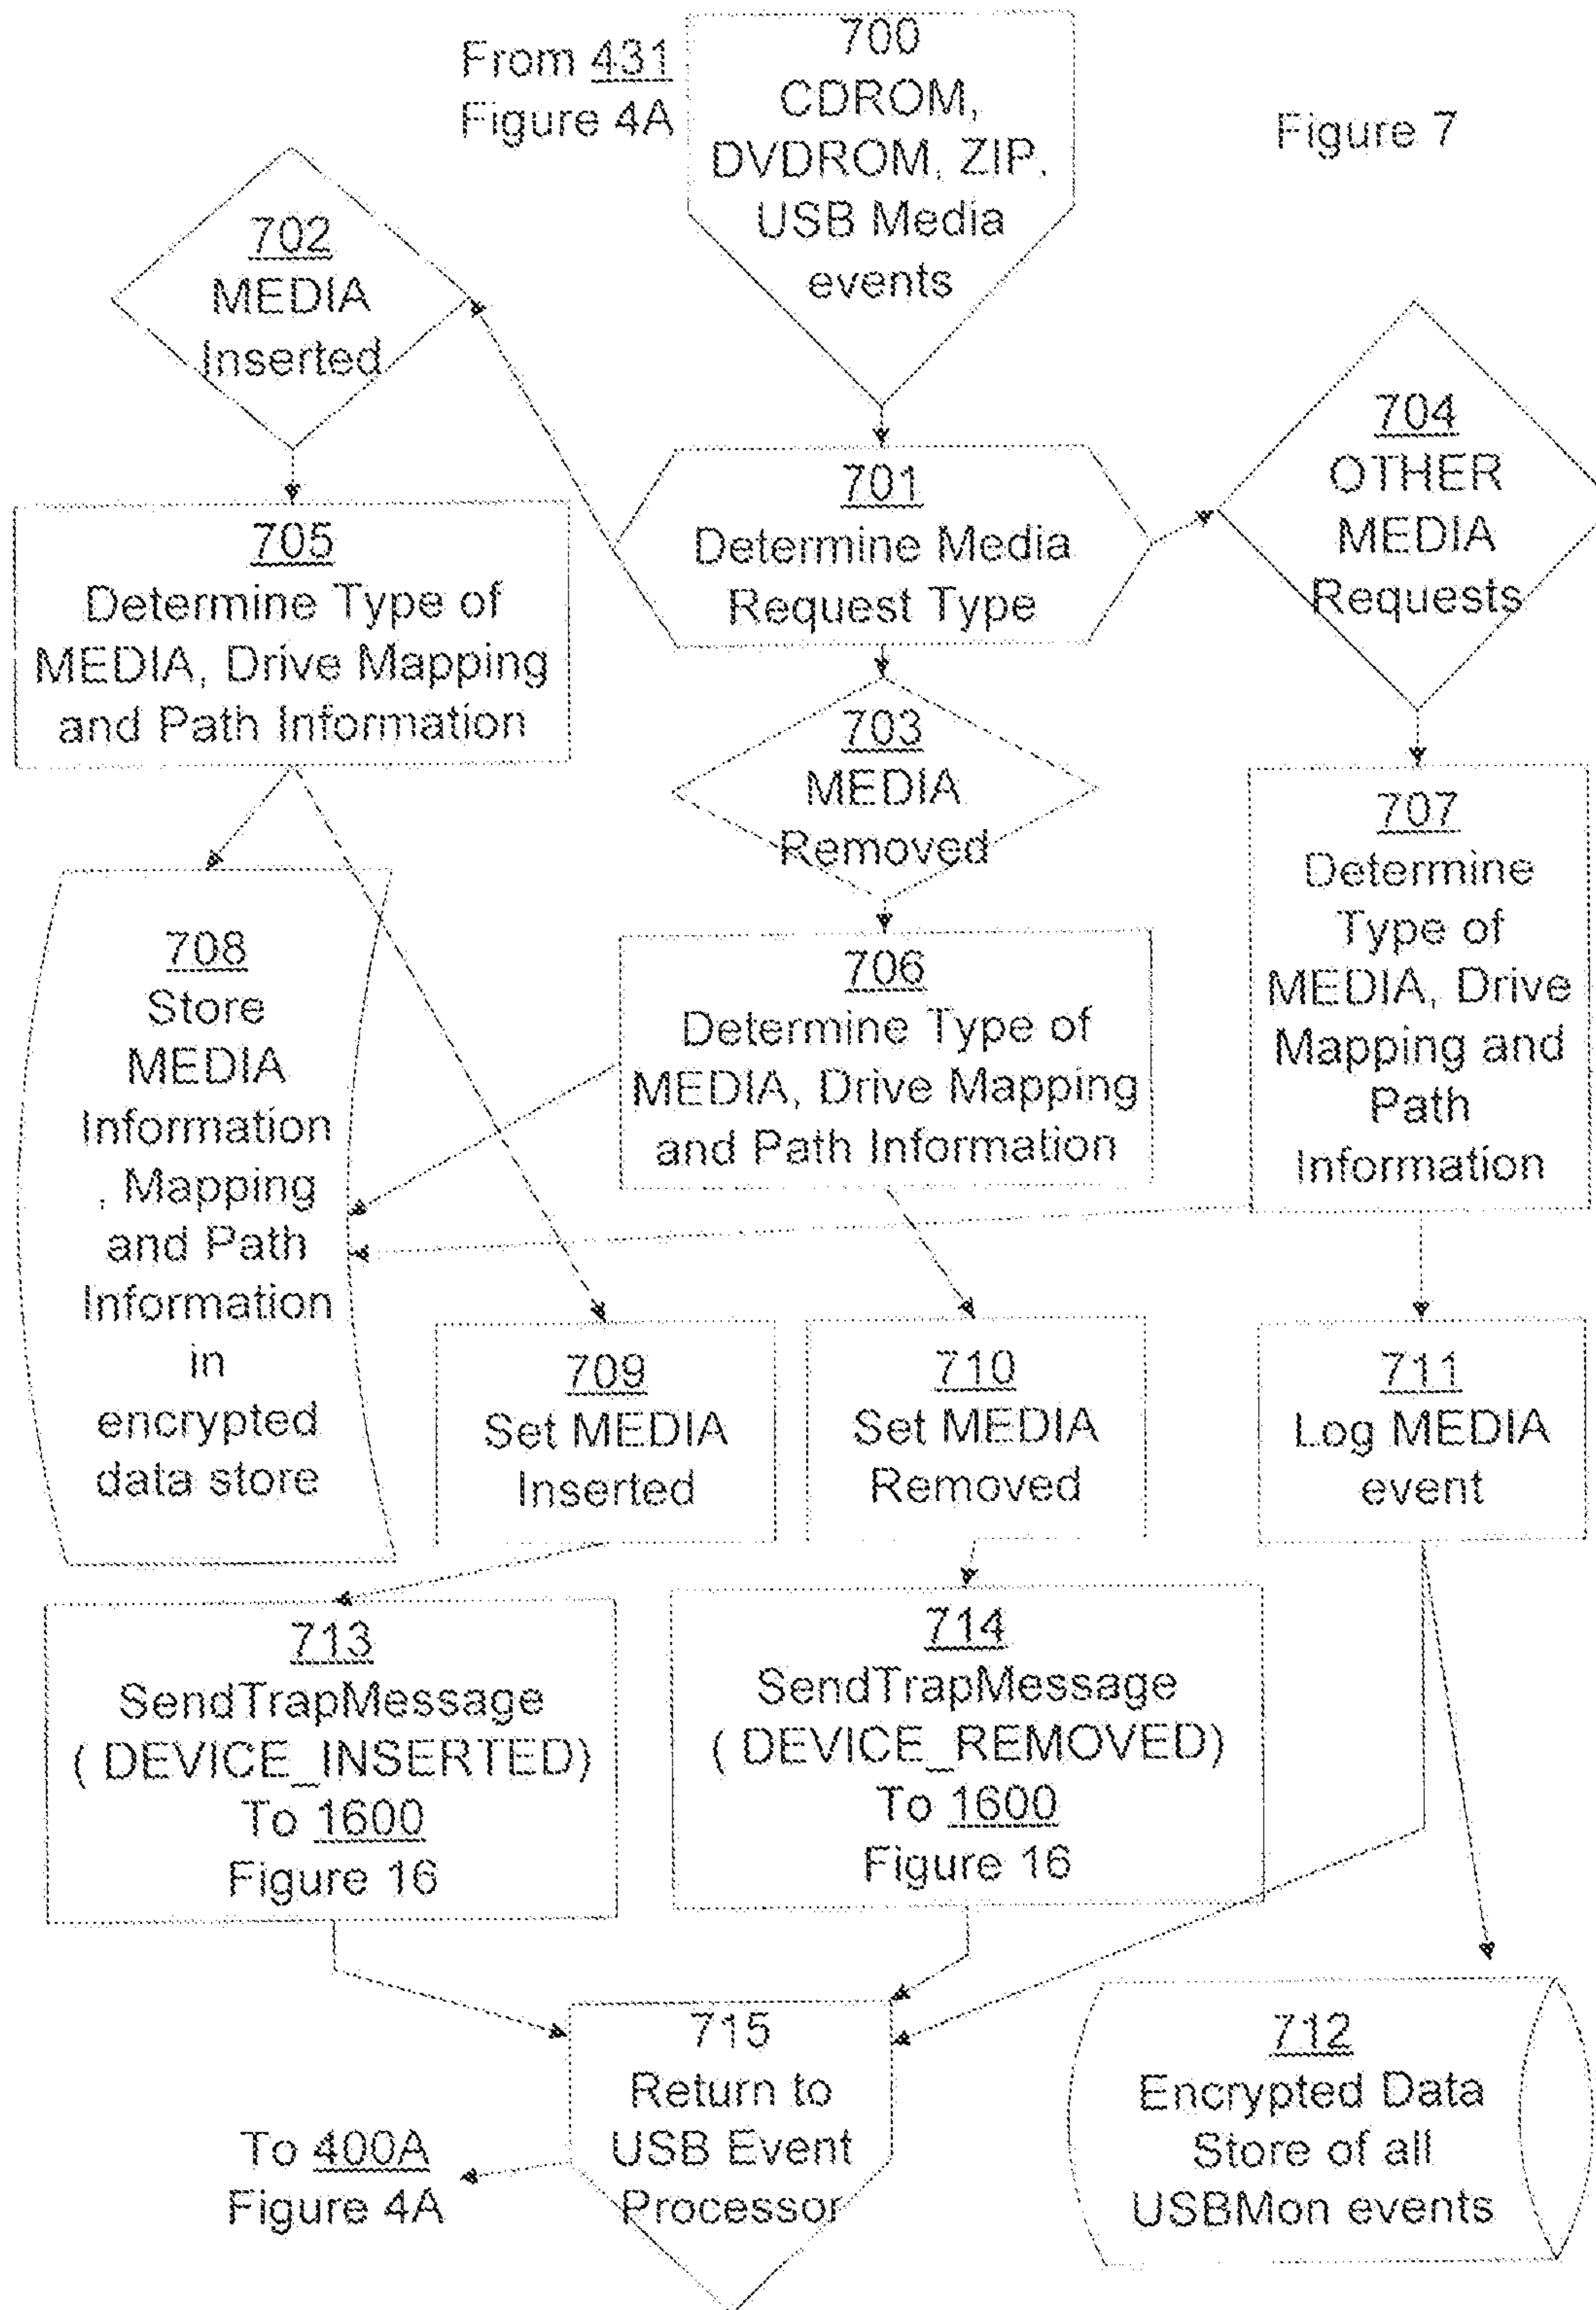 From 431
Figure 4A
700
CDROM,
DVDROM, ZIP,
USB Media
events
Figure 7
702
MEDIA
Inserted
701
Determine Media
Request Type
704
OTHER
MEDIA
Requests
705
Determine Type of
MEDIA, Drive Mapping
and Path Information
703
MEDIA
Removed
707
Determine
Type of
MEDIA, Drive
Mapping and
Path
Information
708
Store
MEDIA
Information
, Mapping
and Path
Information
in
encrypted
data store
706
Determine Type of
MEDIA, Drive Mapping
and Path Information
709
Set MEDIA
Inserted
710
Set MEDIA
Removed
711
Log MEDIA
event
713
SendTrapMessage
( DEVICE_INSERTED)
To 1600
Figure 16
714
SendTrapMessage
( DEVICE_REMOVED)
To 1600
Figure 16
715
Return to
USB Event
Processor
To 400A
Figure 4A
712
Encrypted Data
Store of all
USBMon events